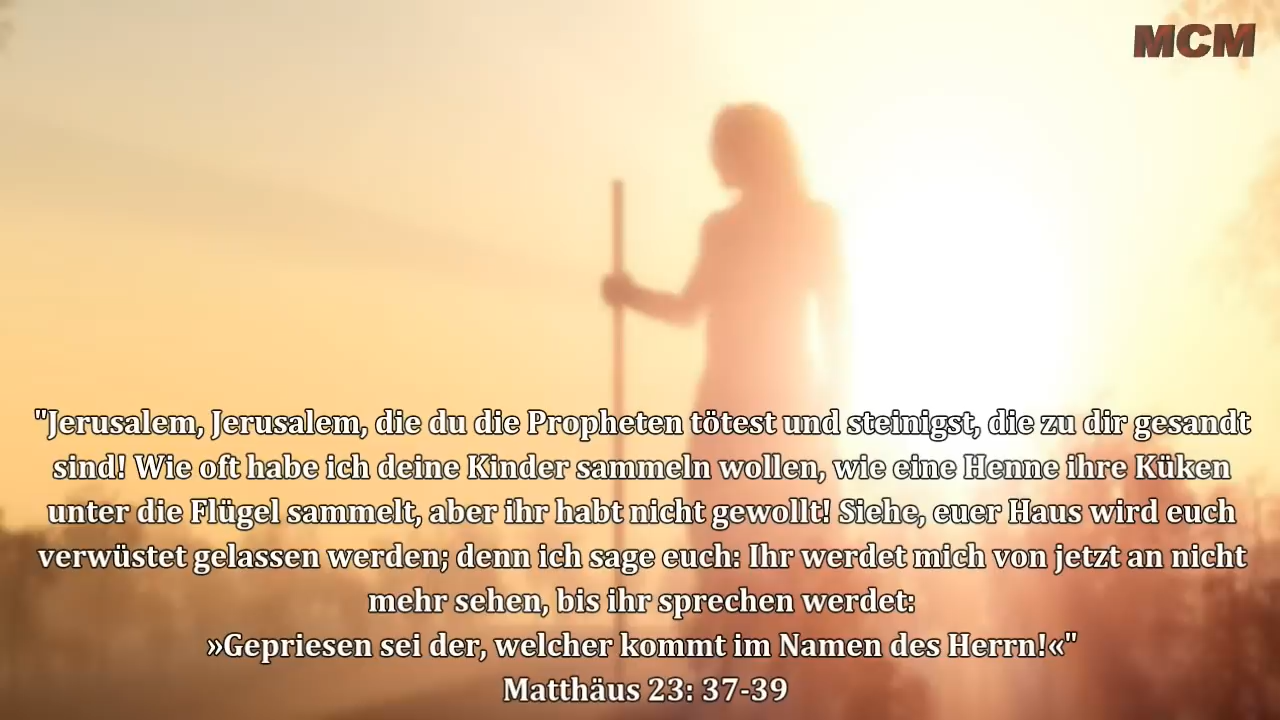 MCM
"Jerusalem, Jerusalem, die du die Propheten tötest und steinigst, die zu dir gesandt
sind! Wie oft habe ich deine Kinder sammeln wollen, wie eine Henne ihre Küken
unter die Flügel sammelt, aber ihr habt nicht gewollt! Siehe, euer Haus wird euch
verwüstet gelassen werden; denn ich sage euch: Ihr werdet mich von jetzt an nicht
mehr sehen, bis ihr sprechen werdet:
»Gepriesen sei der, welcher kommt im Namen des Herrn!«"
Matthäus 23: 37-39